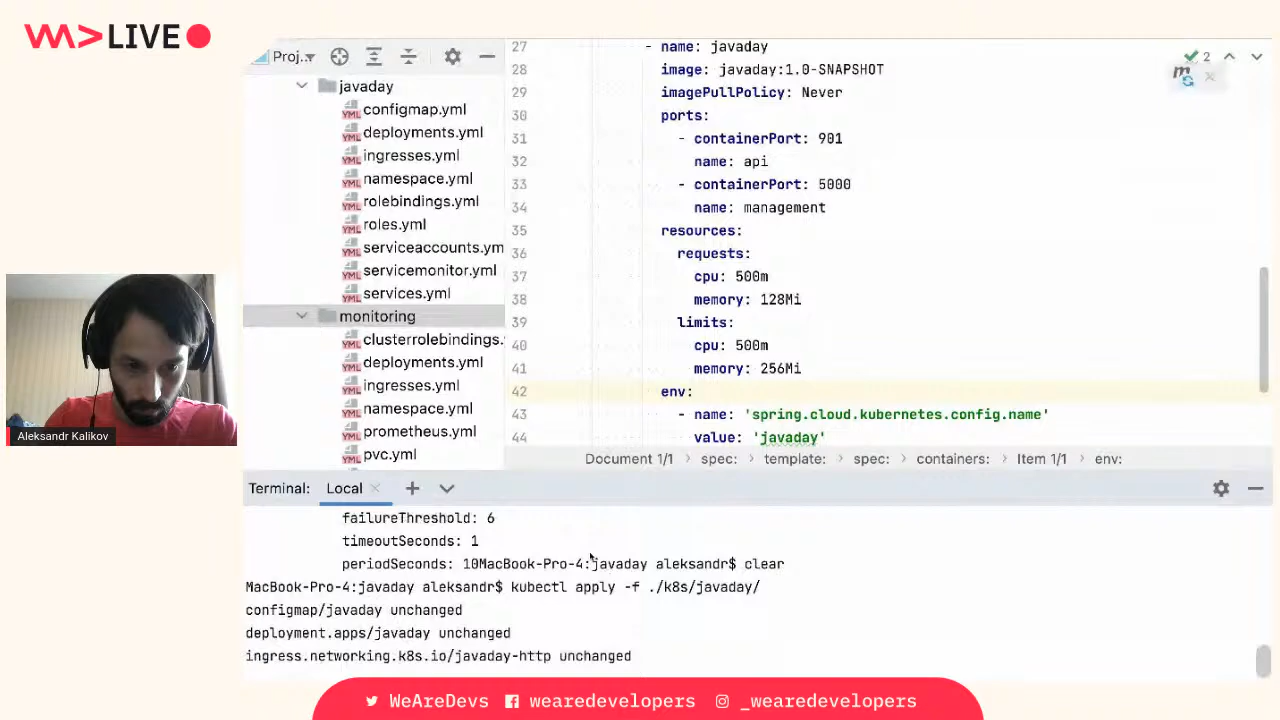 LIVE
Proj..
javaday
configmap.yml
deployments.yml
ingresses.yml
namespace.yml
rolebindings.yml
roles.yml
serviceaccounts.ym
servicemonitor.yml
services.yml
monitoring
clusterrolebindings.
deployments.yml
ingresses.yml
namespace.yml
prometheus.yml
pvc.yml
27 - name: javaday
28 image: javaday:1.0-SNAPSHOT
29 imagePullPolicy: Never
30 ports:
31 - containerPort: 901
32 name: api
33 - containerPort: 5000
34 name: management
35 resources:
36 requests:
37 cpu: 500m
38 memory: 128Mi
39 limits:
40 cpu: 500m
41 memory: 256Mi
42 env:
43 - name: 'spring.cloud.kubernetes.config.name'
44 value: 'javaday'
2
Document 1/1 › spec: › template: › spec: › containers: › Item 1/1 › env:
Aleksandr Kalikov
Terminal: Local
failureThreshold: 6
timeoutSeconds: 1
periodSeconds: 10MacBook-Pro-4:javaday aleksandr$ clear
MacBook-Pro-4:javaday aleksandr$ kubectl apply -f ./k8s/javaday/
configmap/javaday unchanged
deployment.apps/javaday unchanged
ingress.networking.k8s.io/javaday-http unchanged
WeAreDevs wearedevelopers _wearedevelopers